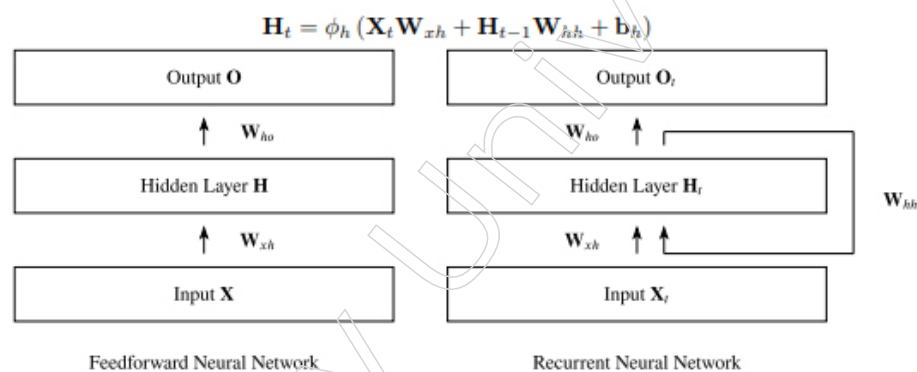 H_t = φ_h (X_t W_xh + H_{t−1} W_hh + b_h)
Output O
Output O_t
W_ho
W_ho
Hidden Layer H
Hidden Layer H_t
W_hh
W_xh
W_xh
Input X
Input X_t
Feedforward Neural Network
Recurrent Neural Network